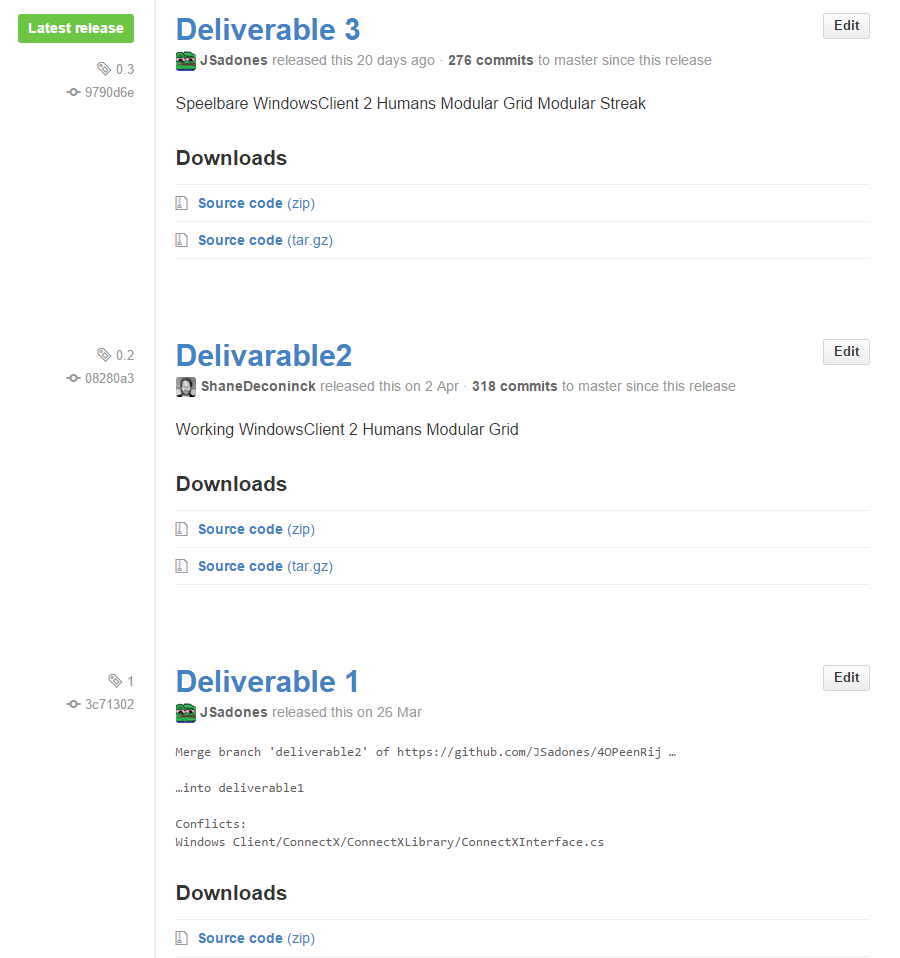 Latest release
0.3
9790d6e
Deliverable 3
Edit
JSadones released this 20 days ago · 276 commits to master since this release
Speelbare WindowsClient 2 Humans Modular Grid Modular Streak
Downloads
Source code (zip)
Source code (tar.gz)
0.2
08280a3
Delivarable2
Edit
ShaneDeconinck released this on 2 Apr · 318 commits to master since this release
Working WindowsClient 2 Humans Modular Grid
Downloads
Source code (zip)
Source code (tar.gz)
1
3c71302
Deliverable 1
Edit
JSadones released this on 26 Mar
Merge branch 'deliverable2' of https://github.com/JSadones/4OPeenRij …
…into deliverable1
Conflicts:
Windows Client/ConnectX/ConnectXLibrary/ConnectXInterface.cs
Downloads
Source code (zip)